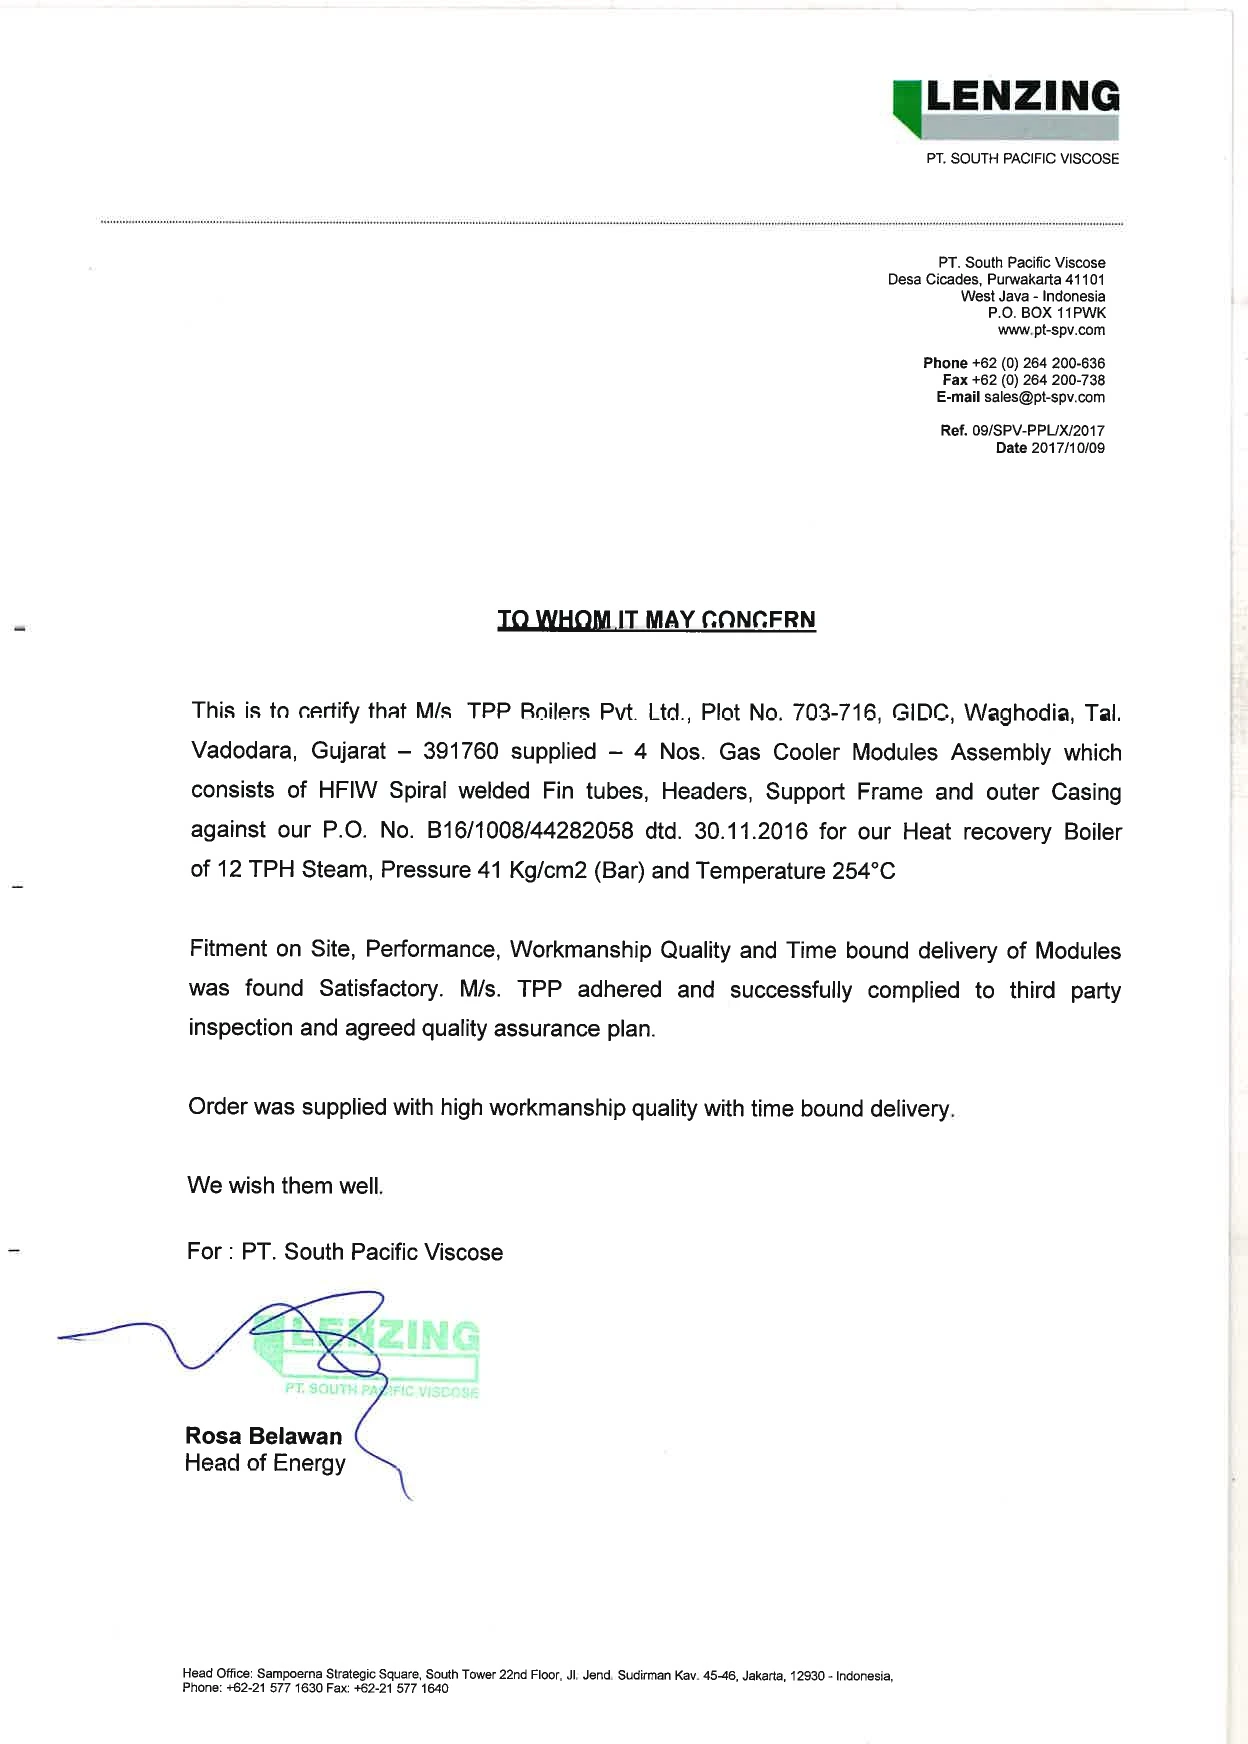 LENZING
PT. SOUTH PACIFIC VISCOSE
PT. South Pacific Viscose
Desa Cicades, Purwakarta 41101
West Java - Indonesia
P.O. BOX 11PWK
www.pt-spv.com
Phone +62 (0) 264 200-636
Fax +62 (0) 264 200-738
E-mail sales@pt-spv.com
Ref. 09/SPV-PPL/X/2017
Date 2017/10/09
TO WHOM IT MAY CONCERN
This is to certify that M/s TPP Boilers Pvt. Ltd., Plot No. 703-716, GIDC, Waghodia, Tal.
Vadodara, Gujarat – 391760 supplied – 4 Nos. Gas Cooler Modules Assembly which
consists of HFIW Spiral welded Fin tubes, Headers, Support Frame and outer Casing
against our P.O. No. B16/1008/44282058 dtd. 30.11.2016 for our Heat recovery Boiler
of 12 TPH Steam, Pressure 41 Kg/cm2 (Bar) and Temperature 254°C
Fitment on Site, Performance, Workmanship Quality and Time bound delivery of Modules
was found Satisfactory. M/s. TPP adhered and successfully complied to third party
inspection and agreed quality assurance plan.
Order was supplied with high workmanship quality with time bound delivery.
We wish them well.
For : PT. South Pacific Viscose
LENZING
PT. SOUTH PACIFIC VISCOSE
Rosa Belawan
Head of Energy
Head Office: Sampoerna Strategic Square, South Tower 22nd Floor, Jl. Jend. Sudirman Kav. 45-46, Jakarta, 12930 - Indonesia,
Phone: +62-21 577 1630 Fax: +62-21 577 1640